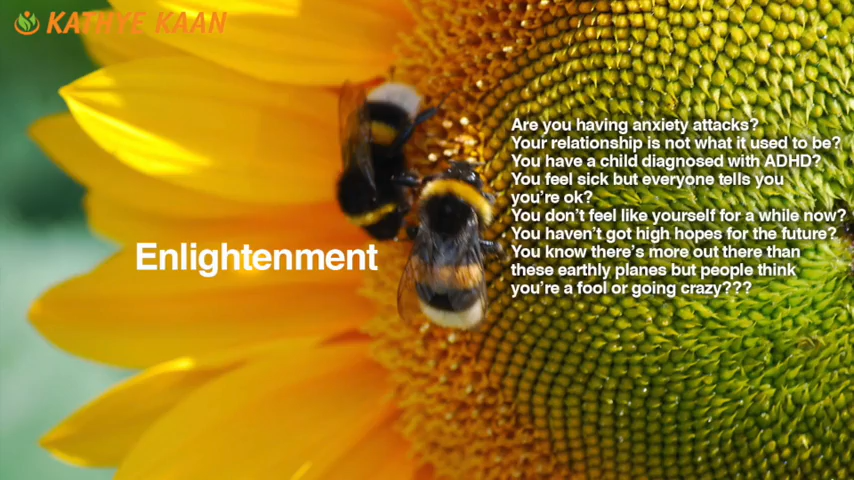 KATHYE KAAN
Are you having anxiety attacks?
Your relationship is not what it used to be?
You have a child diagnosed with ADHD?
You feel sick but everyone tells you
you're ok?
You don't feel like yourself for a while now?
You haven't got high hopes for the future?
You know there's more out there than
these earthly planes but people think
you're a fool or going crazy???
Enlightenment